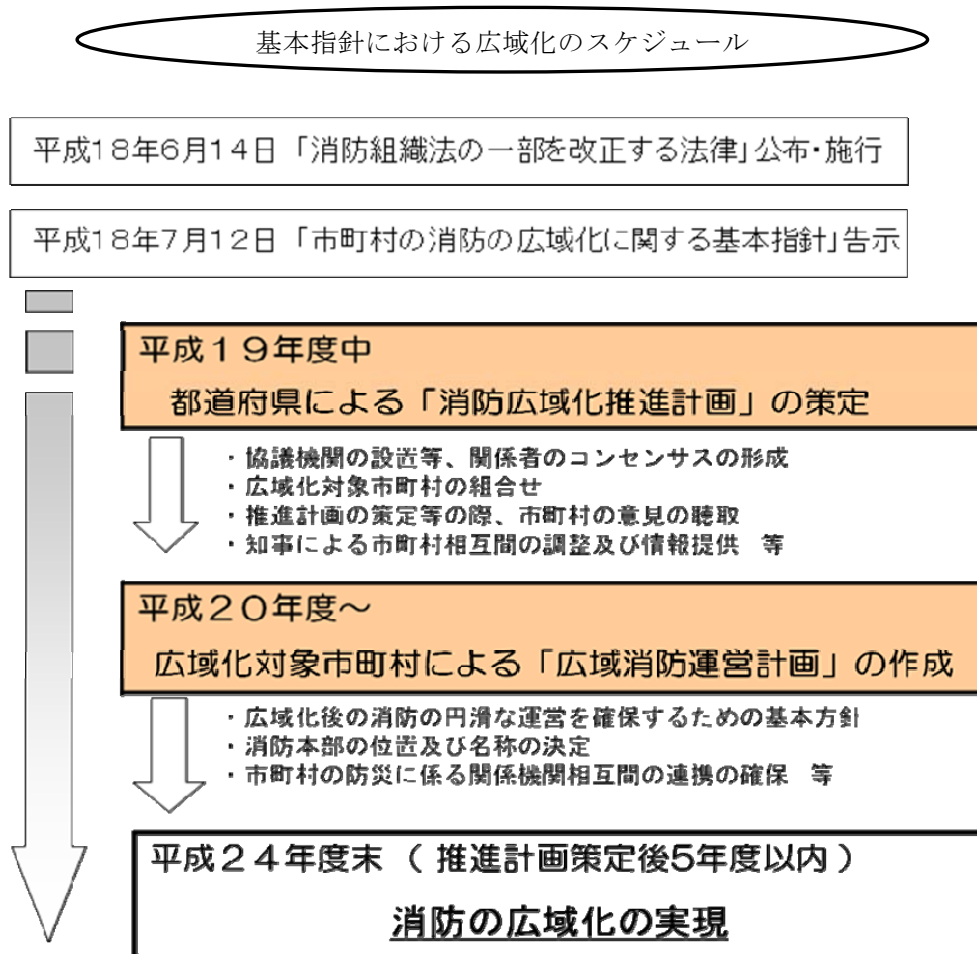 基本指針における広域化のスケジュール
平成18年6月14日「消防組織法の一部を改正する法律」公布・施行
平成18年7月12日「市町村の消防の広域化に関する基本指針」告示
平成19年度中
都道府県による「消防広域化推進計画」の策定
・協議機関の設置等、関係者のコンセンサスの形成
・広域化対象市町村の組合せ
・推進計画の策定等の際、市町村の意見の聴取
・知事による市町村相互間の調整及び情報提供　等
平成20年度～
広域化対象市町村による「広域消防運営計画」の作成
・広域化後の消防の円滑な運営を確保するための基本方針
・消防本部の位置及び名称の決定
・市町村の防災に係る関係機関相互間の連携の確保　等
平成24年度末（推進計画策定後5年度以内）
消防の広域化の実現